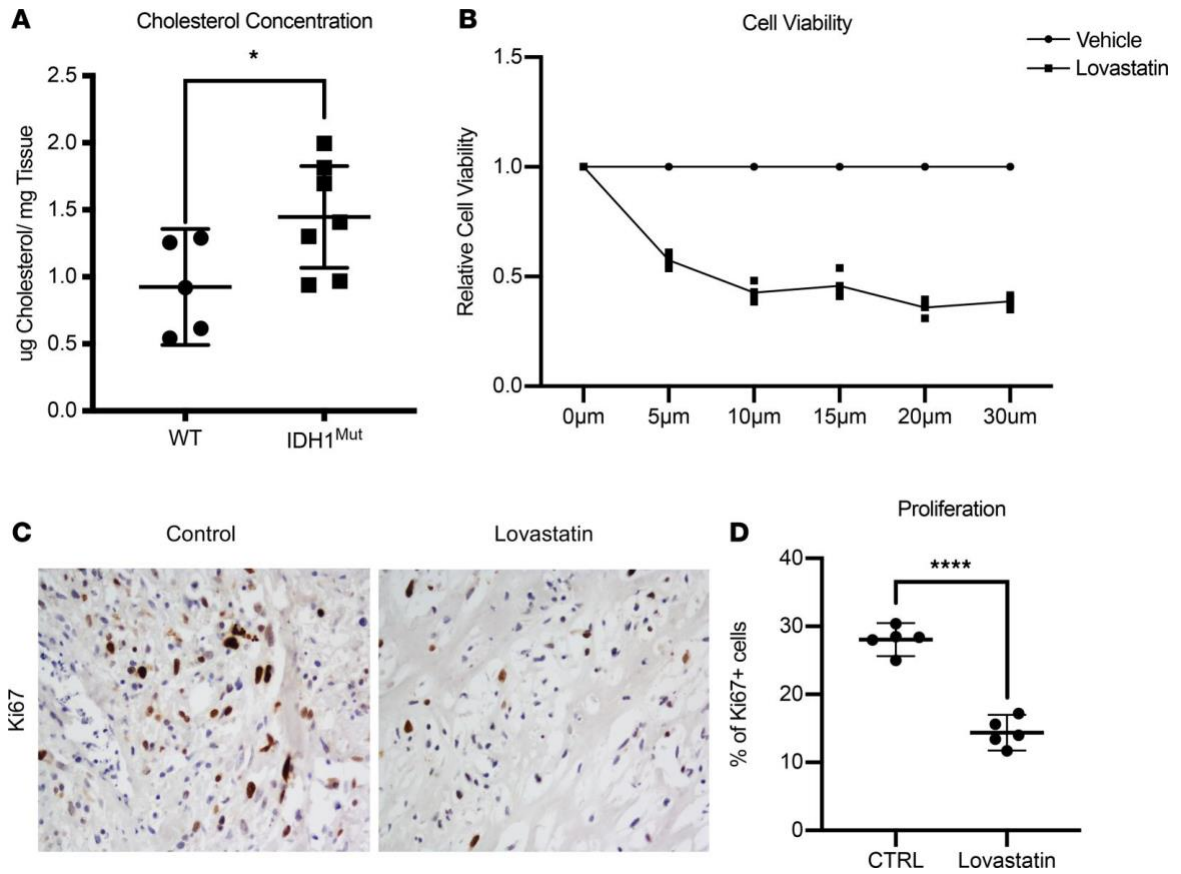 A
Cholesterol Concentration
*
2.5
2.0
1.5
1.0
0.5
0.0
ug Cholesterol/ mg Tissue
WT
IDH1Mut
B
Cell Viability
Vehicle
Lovastatin
1.5
1.0
0.5
0.0
Relative Cell Viability
0µm
5µm
10µm
15µm
20µm
30um
C
Control
Lovastatin
Ki67
D
Proliferation
****
40
30
20
10
0
% of Ki67+ cells
CTRL
Lovastatin